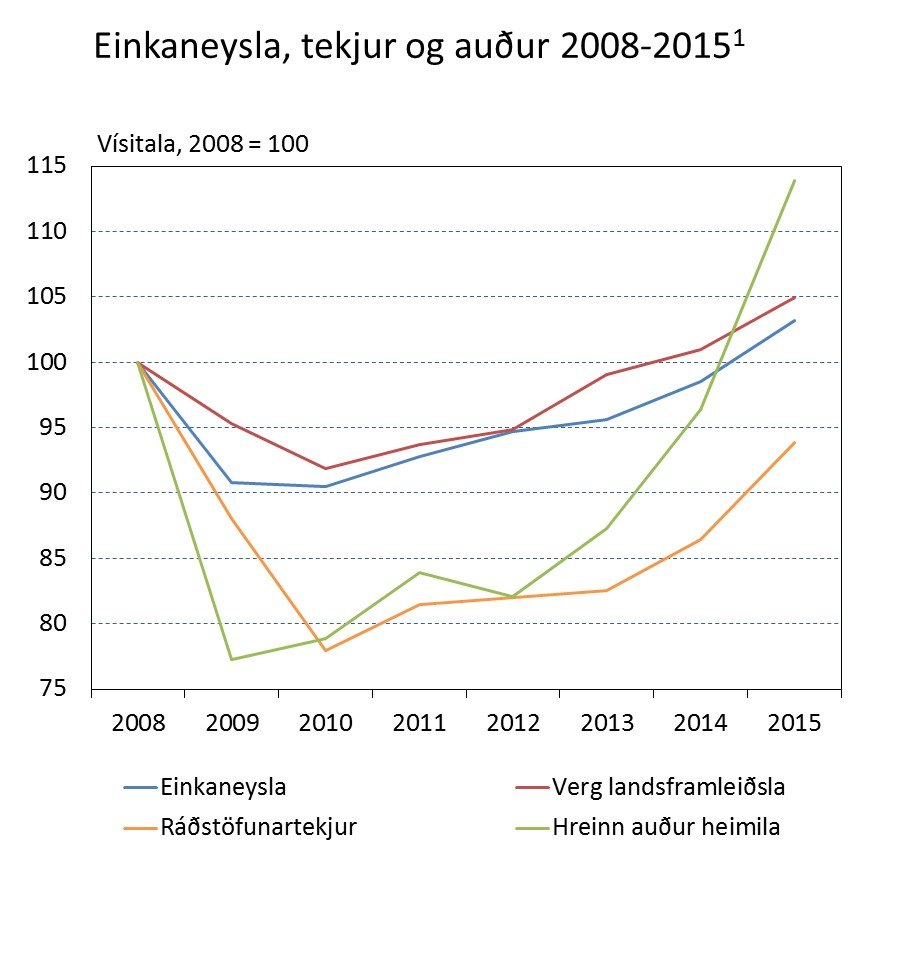 Einkaneysla, tekjur og auður 2008-2015¹
Vísitala, 2008 = 100
115
110
105
100
95
90
85
80
75
2008 2009 2010 2011 2012 2013 2014 2015
Einkaneysla Verg landsframleiðsla
Ráðstöfunartekjur Hreinn auður heimila